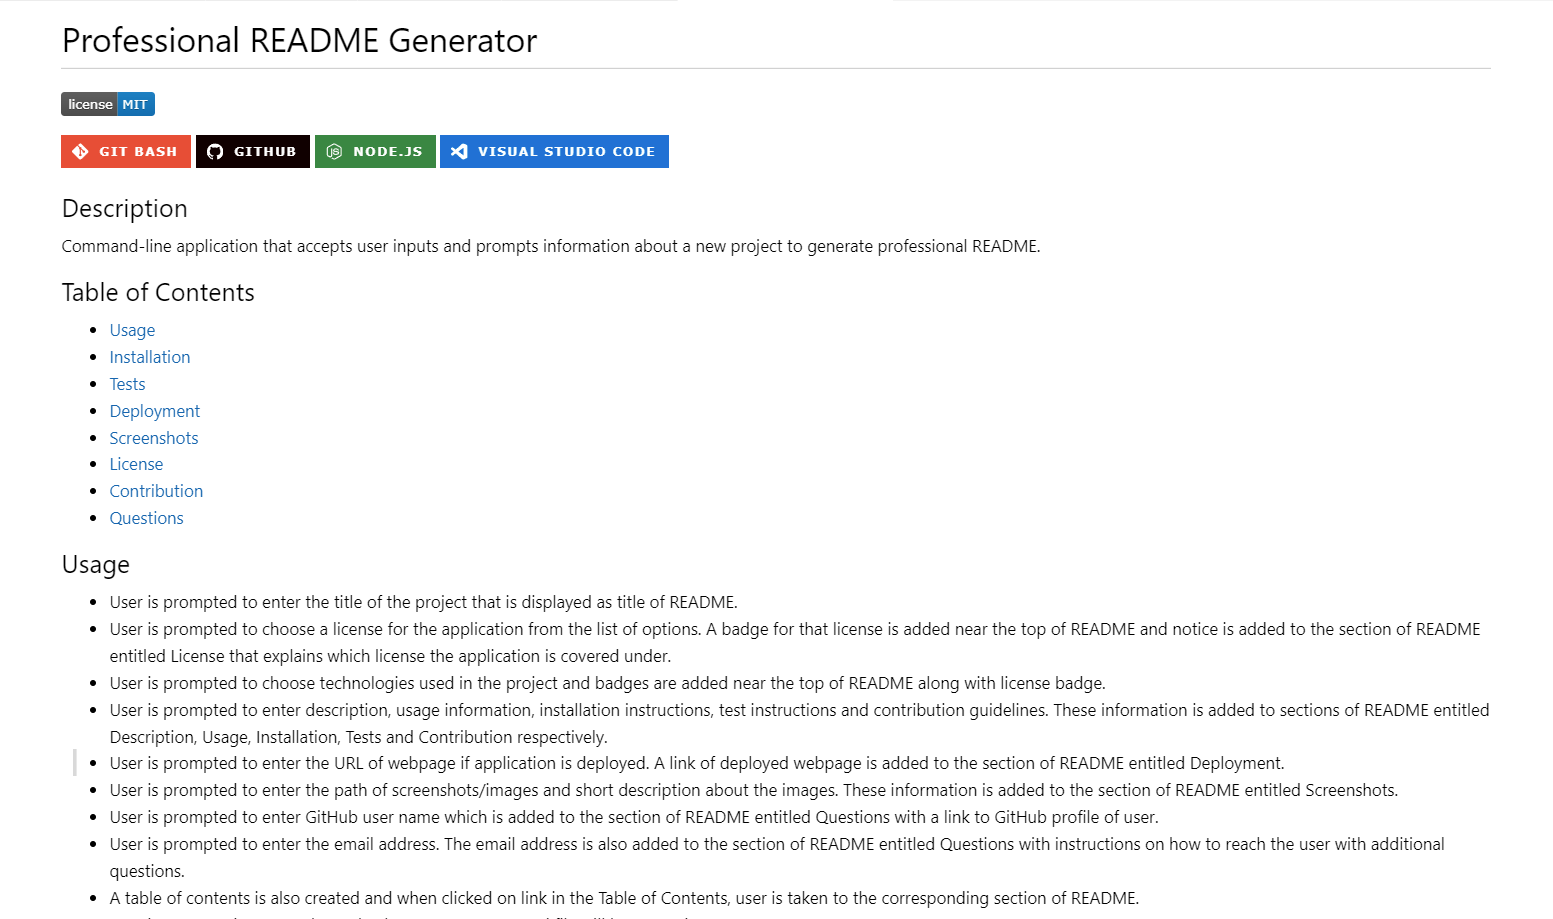 Professional README Generator
license MIT
GIT BASH GITHUB NODE.JS VISUAL STUDIO CODE
Description
Command-line application that accepts user inputs and prompts information about a new project to generate professional README.
Table of Contents
Usage
Installation
Tests
Deployment
Screenshots
License
Contribution
Questions
Usage
User is prompted to enter the title of the project that is displayed as title of README.
User is prompted to choose a license for the application from the list of options. A badge for that license is added near the top of README and notice is added to the section of README
entitled License that explains which license the application is covered under.
User is prompted to choose technologies used in the project and badges are added near the top of README along with license badge.
User is prompted to enter description, usage information, installation instructions, test instructions and contribution guidelines. These information is added to sections of README entitled
Description, Usage, Installation, Tests and Contribution respectively.
User is prompted to enter the URL of webpage if application is deployed. A link of deployed webpage is added to the section of README entitled Deployment.
User is prompted to enter the path of screenshots/images and short description about the images. These information is added to the section of README entitled Screenshots.
User is prompted to enter GitHub user name which is added to the section of README entitled Questions with a link to GitHub profile of user.
User is prompted to enter the email address. The email address is also added to the section of README entitled Questions with instructions on how to reach the user with additional
questions.
A table of contents is also created and when clicked on link in the Table of Contents, user is taken to the corresponding section of README.